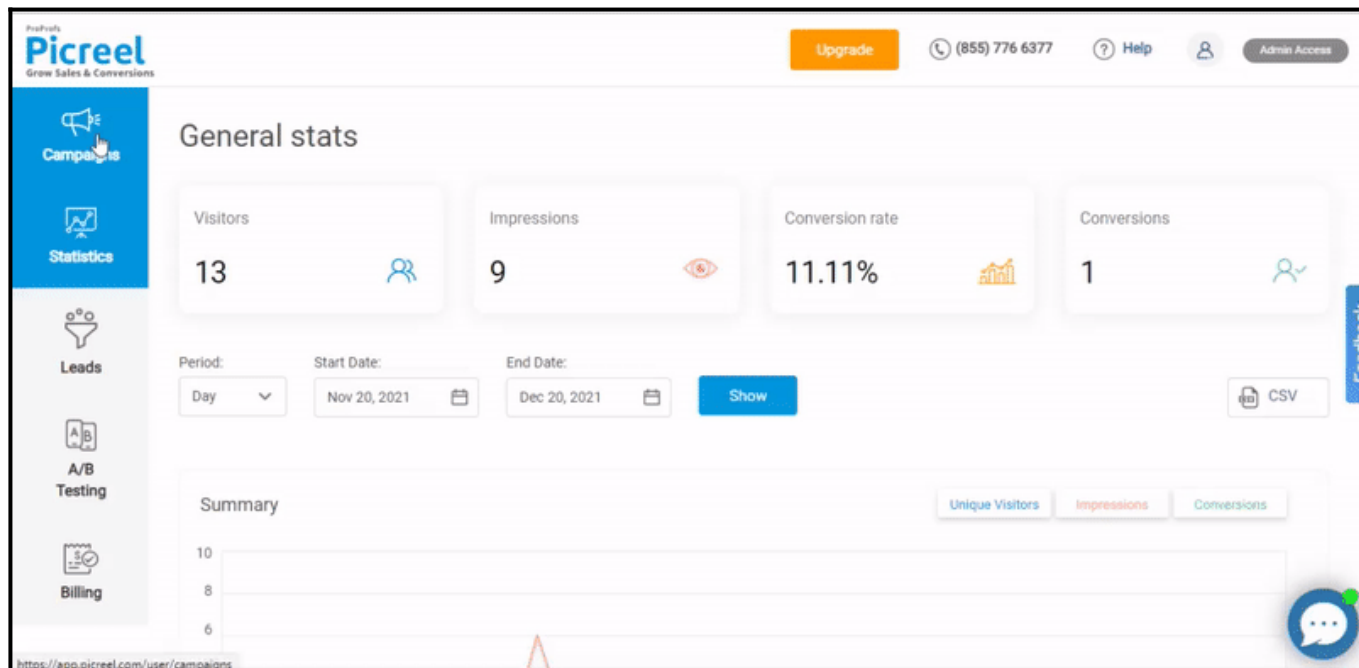 ProProfs
Picreel
Grow Sales & Conversions
Upgrade
(855) 776 6377
? Help
Admin Access
Campaigns
Statistics
Leads
A B
A/B
Testing
Billing
General stats
Visitors
13
Impressions
9
Conversion rate
11.11%
Conversions
1
Period:
Day
Start Date:
Nov 20, 2021
End Date:
Dec 20, 2021
Show
CSV
Summary
Unique Visitors
Impressions
Conversions
10
8
6
https://app.picreel.com/user/campaigns